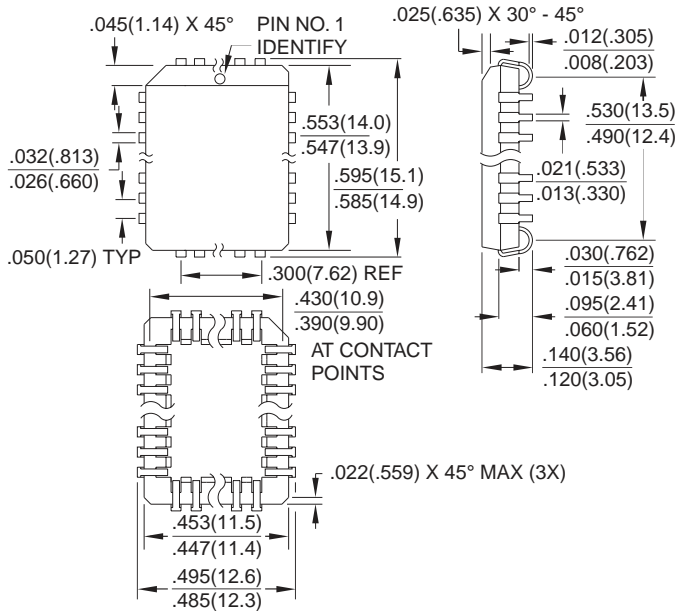 .045(1.14) X 45°
PIN NO. 1
IDENTIFY
.025(.635) X 30° - 45°
.012(.305)
.008(.203)
.553(14.0)
.547(13.9)
.530(13.5)
.490(12.4)
.032(.813)
.026(.660)
.595(15.1)
.585(14.9)
.021(.533)
.013(.330)
.050(1.27) TYP
.300(7.62) REF
.030(.762)
.015(3.81)
.430(10.9)
.390(9.90)
AT CONTACT
POINTS
.095(2.41)
.060(1.52)
.140(3.56)
.120(3.05)
.022(.559) X 45° MAX (3X)
.453(11.5)
.447(11.4)
.495(12.6)
.485(12.3)